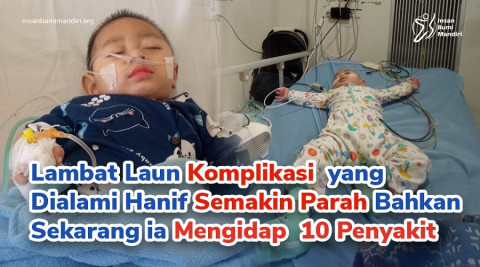 insanbumimandiri.org
Insan
Bumi
Mandiri
Lambat Laun Komplikasi yang
Dialami Hanif Semakin Parah Bahkan
Sekarang ia Mengidap 10 Penyakit